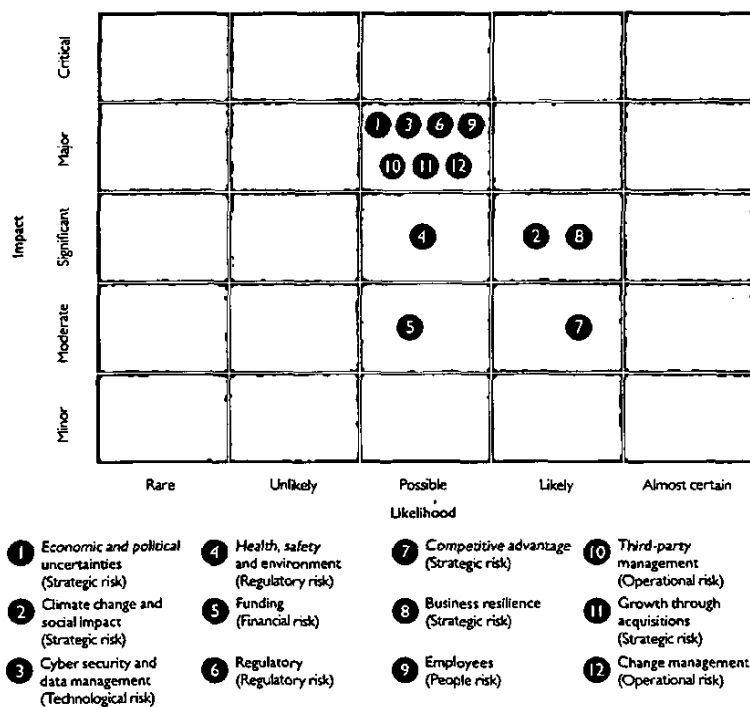 Critical
Major
Significant
Moderate
Minor
Impact
1 3 6 9
10 11 12
4 2 8
5 7
Rare Unlikely Possible Likely Almost certain
Likelihood
1 Economic and political
uncertainties
(Strategic risk)
2 Climate change and
social impact
(Strategic risk)
3 Cyber security and
data management
(Technological risk)
4 Health, safety
and environment
(Regulatory risk)
5 Funding
(Financial risk)
6 Regulatory
(Regulatory risk)
7 Competitive advantage
(Strategic risk)
8 Business resilience
(Strategic risk)
9 Employees
(People risk)
10 Third-party
management
(Operational risk)
11 Growth through
acquisitions
(Strategic risk)
12 Change management
(Operational risk)